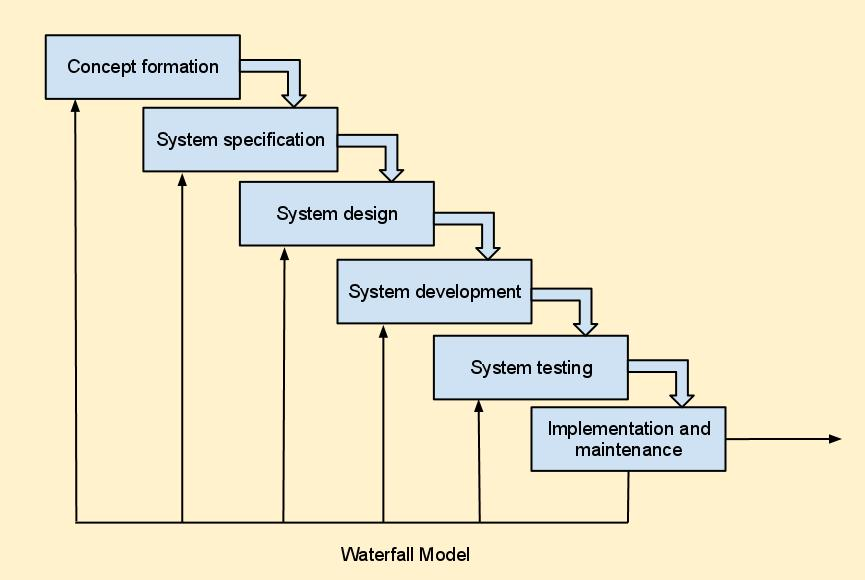 Concept formation
System specification
System design
System development
System testing
Implementation and
maintenance
Waterfall Model